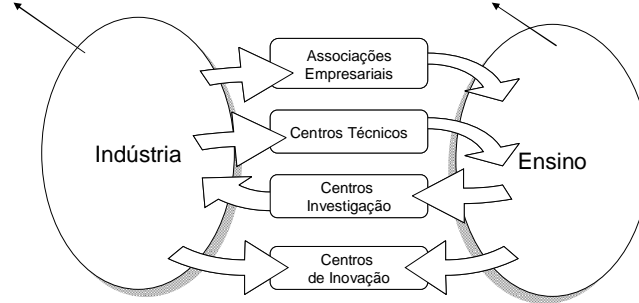 Associações
Empresariais
Centros Técnicos
Indústria
Ensino
Centros
Investigação
Centros
de Inovação